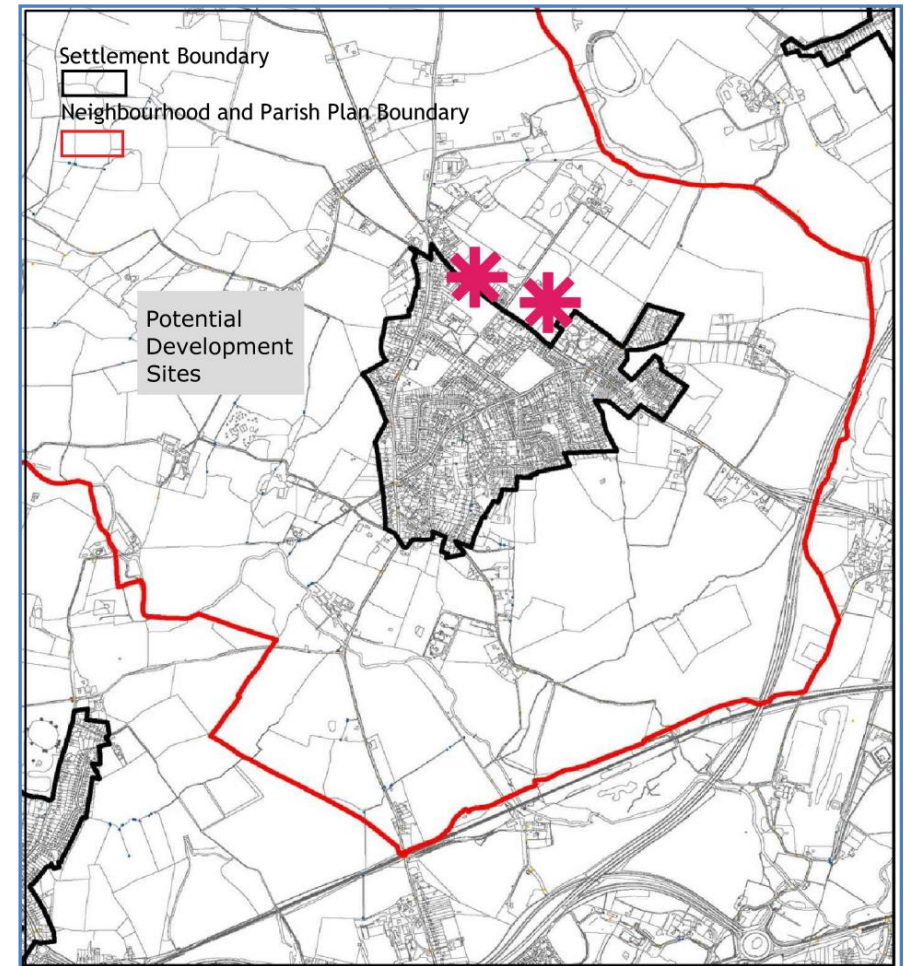 Settlement Boundary
Neighbourhood and Parish Plan Boundary
Potential
Development
Sites